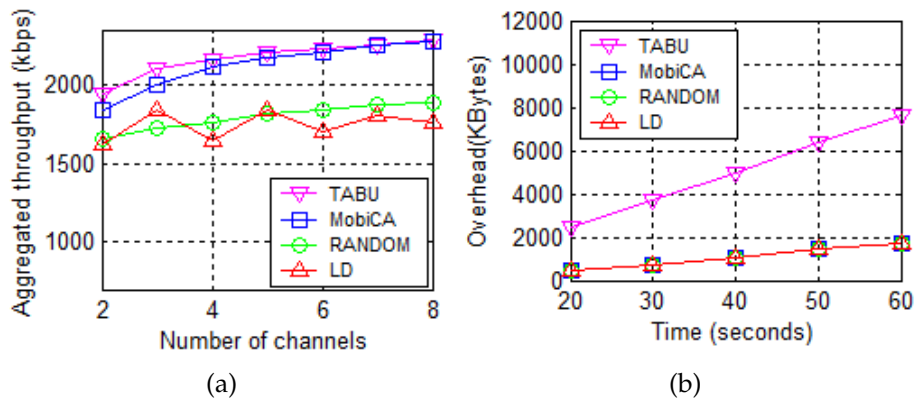 Aggregated throughput (kbps)
2000
1500
1000
TABU
MobiCA
RANDOM
LD
2 4 6 8
Number of channels
(a)
Overhead(KBytes)
12000
10000
8000
6000
4000
2000
0
TABU
MobiCA
RANDOM
LD
20 30 40 50 60
Time (seconds)
(b)